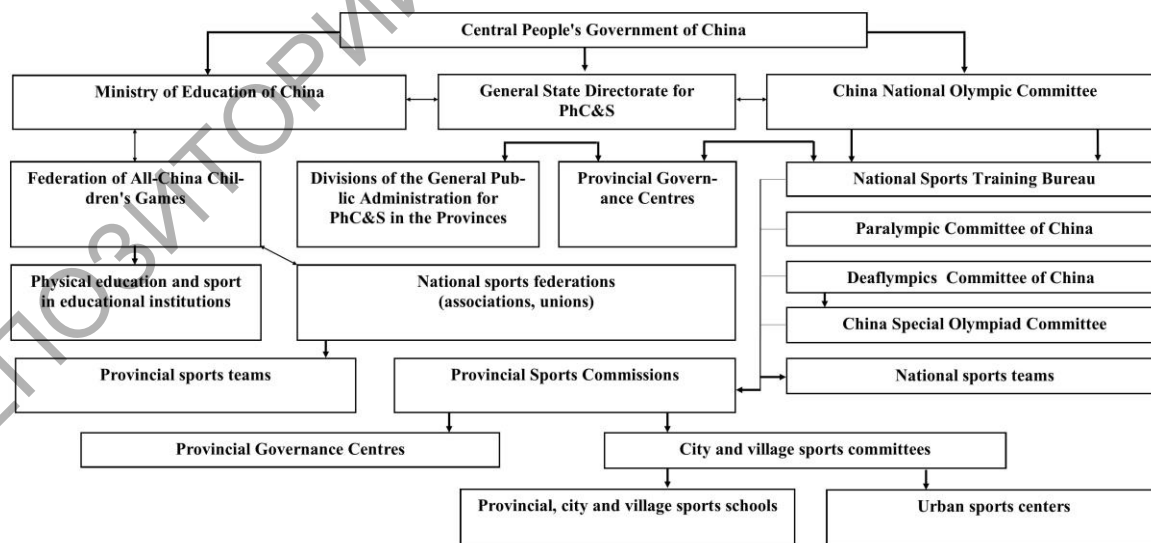 Central People's Government of China
Ministry of Education of China
General State Directorate for
PhC&S
China National Olympic Committee
Federation of All-China Chil-
dren's Games
Divisions of the General Pub-
lic Administration for
PhC&S in the Provinces
Provincial Govern-
ance Centres
National Sports Training Bureau
Paralympic Committee of China
Deaflympics Committee of China
China Special Olympiad Committee
National sports teams
Physical education and sport
in educational institutions
National sports federations
(associations, unions)
Provincial sports teams
Provincial Sports Commissions
Provincial Governance Centres
City and village sports committees
Provincial, city and village sports schools
Urban sports centers